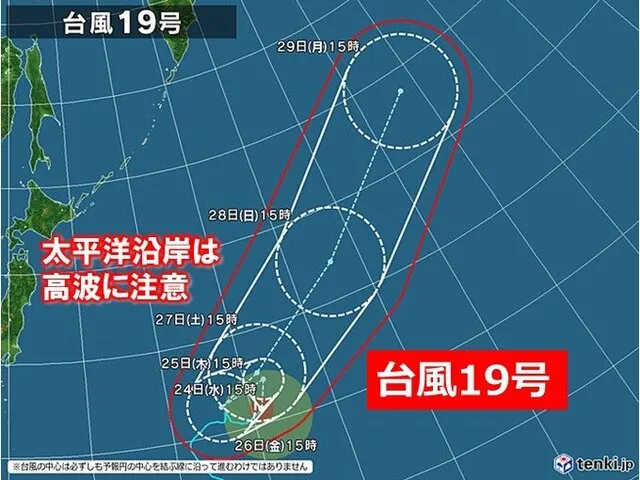 台風19号
29日(月)15時
28日(日)15時
太平洋沿岸は
高波に注意
27日(土)15時
25日(木)15時
24日(水)15時
台風19号
26日(金)15時
※台風の中心は必ずしも予報円の中心を結ぶ線に沿って進むわけではありません
tenki.jp